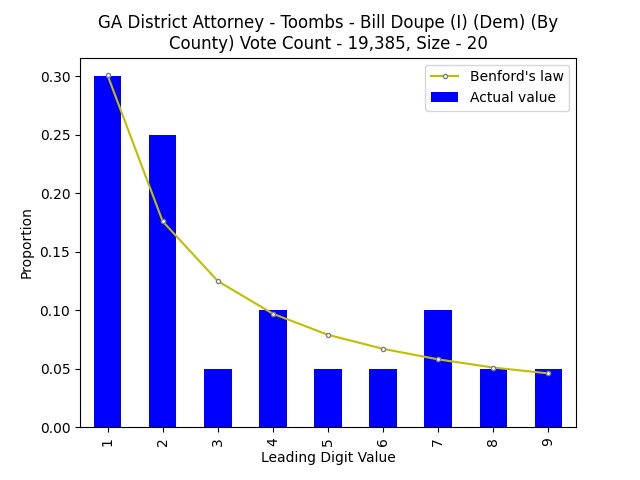 GA District Attorney - Toombs - Bill Doupe (I) (Dem) (By
County) Vote Count - 19,385, Size - 20
Benford's law
Actual value
Proportion
0.30
0.25
0.20
0.15
0.10
0.05
0.00
1 2 3 4 5 6 7 8 9
Leading Digit Value